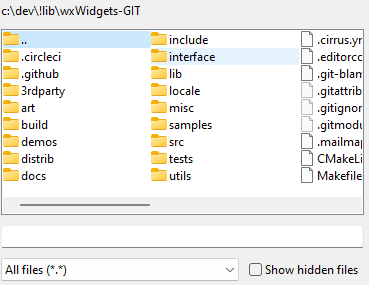 c:\dev\!lib\wxWidgets-GIT
..
.circleci
.github
3rdparty
art
build
demos
distrib
docs
include
interface
lib
locale
misc
samples
src
tests
utils
.cirrus.yr
.editorcc
.git-blam
.gitattrib
.gitignor
.gitmodu
.mailmap
CMakeLi
Makefile
All files (*.*)
Show hidden files